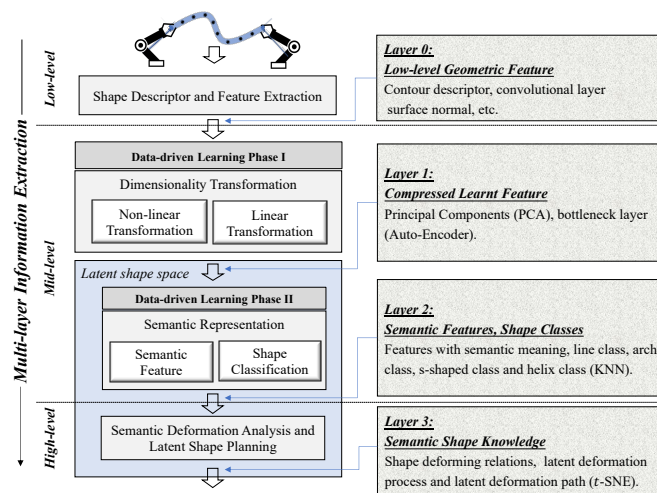 Multi-layer Information Extraction
Low-level
Mid-level
High-level
Shape Descriptor and Feature Extraction
Data-driven Learning Phase I
Dimensionality Transformation
Non-linear
Transformation
Linear
Transformation
Latent shape space
Data-driven Learning Phase II
Semantic Representation
Semantic
Feature
Shape
Classification
Semantic Deformation Analysis and
Latent Shape Planning
Layer 0:
Low-level Geometric Feature
Contour descriptor, convolutional layer
surface normal, etc.
Layer 1:
Compressed Learnt Feature
Principal Components (PCA), bottleneck layer
(Auto-Encoder).
Layer 2:
Semantic Features, Shape Classes
Features with semantic meaning, line class, arch
class, s-shaped class and helix class (KNN).
Layer 3:
Semantic Shape Knowledge
Shape deforming relations, latent deformation
process and latent deformation path (t-SNE).